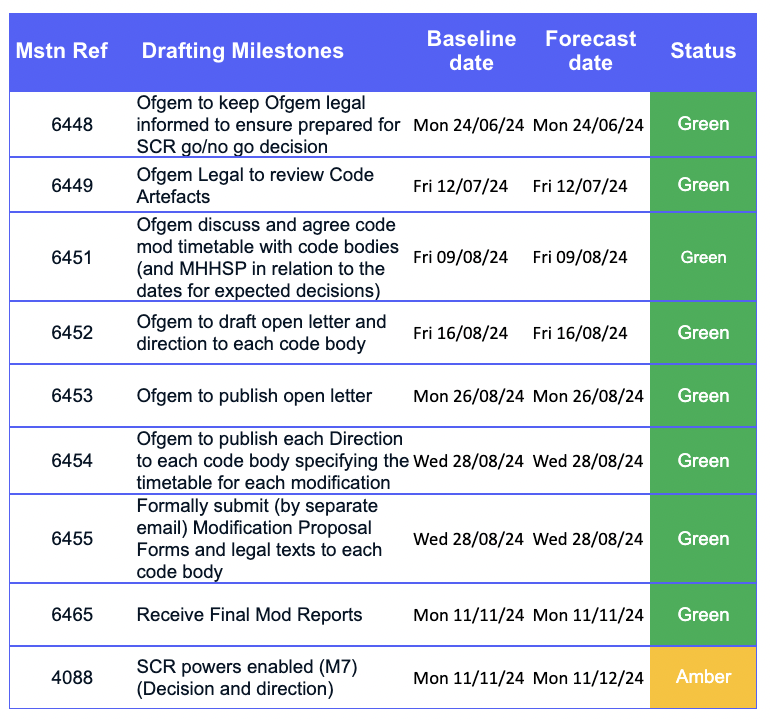 Mstn Ref Drafting Milestones Baseline date Forecast date Status
6448 Ofgem to keep Ofgem legal
informed to ensure prepared for
SCR go/no go decision Mon 24/06/24 Mon 24/06/24 Green
6449 Ofgem Legal to review Code
Artefacts Fri 12/07/24 Fri 12/07/24 Green
6451 Ofgem discuss and agree code
mod timetable with code bodies
(and MHHSP in relation to the
dates for expected decisions) Fri 09/08/24 Fri 09/08/24 Green
6452 Ofgem to draft open letter and
direction to each code body Fri 16/08/24 Fri 16/08/24 Green
6453 Ofgem to publish open letter Mon 26/08/24 Mon 26/08/24 Green
6454 Ofgem to publish each Direction
to each code body specifying the
timetable for each modification Wed 28/08/24 Wed 28/08/24 Green
6455 Formally submit (by separate
email) Modification Proposal
Forms and legal texts to each
code body Wed 28/08/24 Wed 28/08/24 Green
6465 Receive Final Mod Reports Mon 11/11/24 Mon 11/11/24 Green
4088 SCR powers enabled (M7)
(Decision and direction) Mon 11/11/24 Mon 11/12/24 Amber